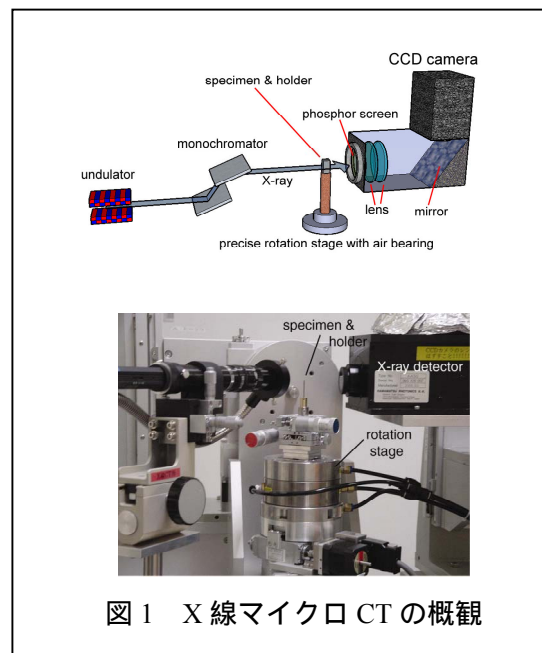 CCD camera
specimen & holder
phosphor screen
monochromator
undulator
X-ray
lens
mirror
precise rotation stage with air bearing
specimen &
holder
X-ray detector
rotation
stage
図 1 X 線マイクロ CT の概観